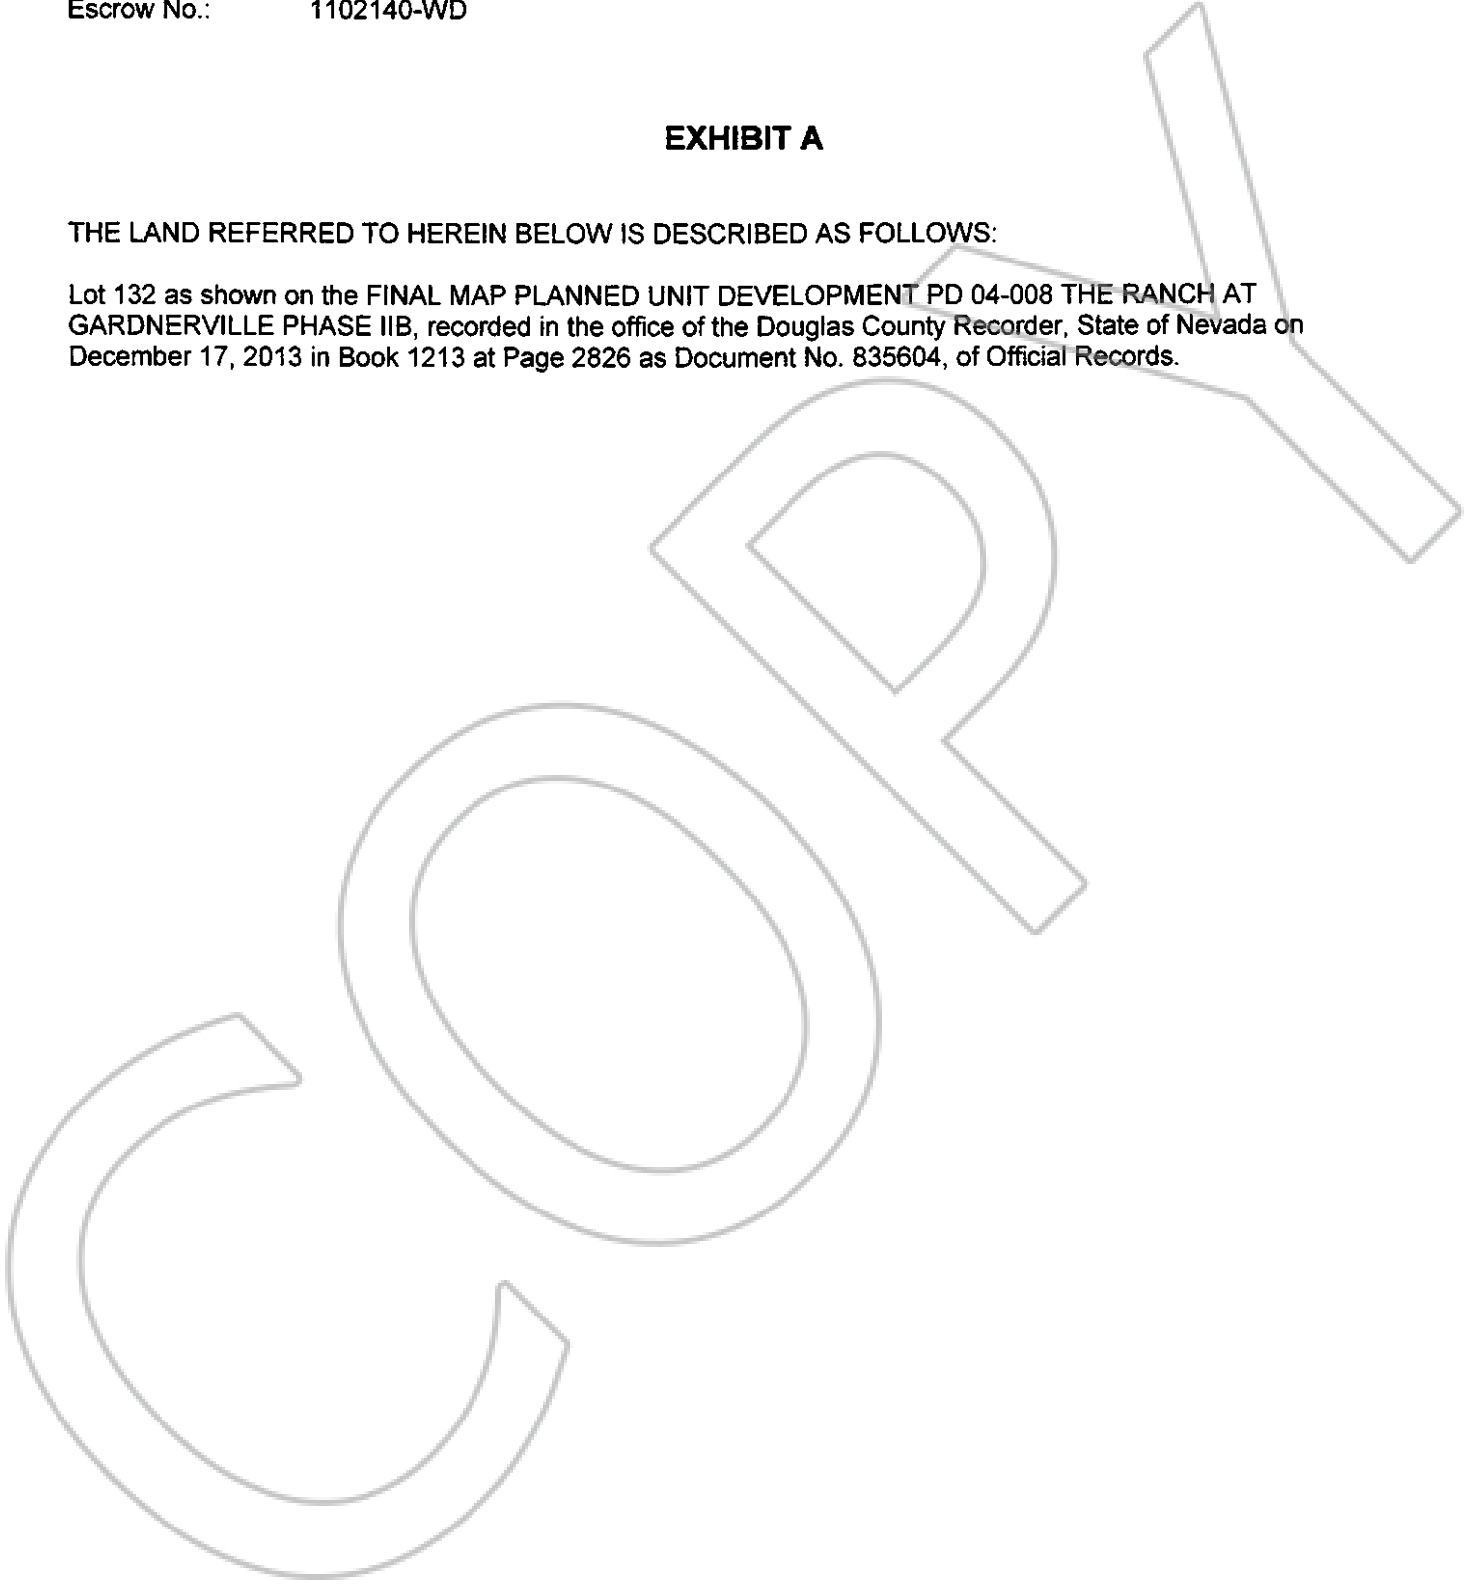 Escrow No.: 1102140-WD
EXHIBIT A
THE LAND REFERRED TO HEREIN BELOW IS DESCRIBED AS FOLLOWS:
Lot 132 as shown on the FINAL MAP PLANNED UNIT DEVELOPMENT PD 04-008 THE RANCH AT
GARDNERVILLE PHASE IIB, recorded in the office of the Douglas County Recorder, State of Nevada on
December 17, 2013 in Book 1213 at Page 2826 as Document No. 835604, of Official Records.
COPY